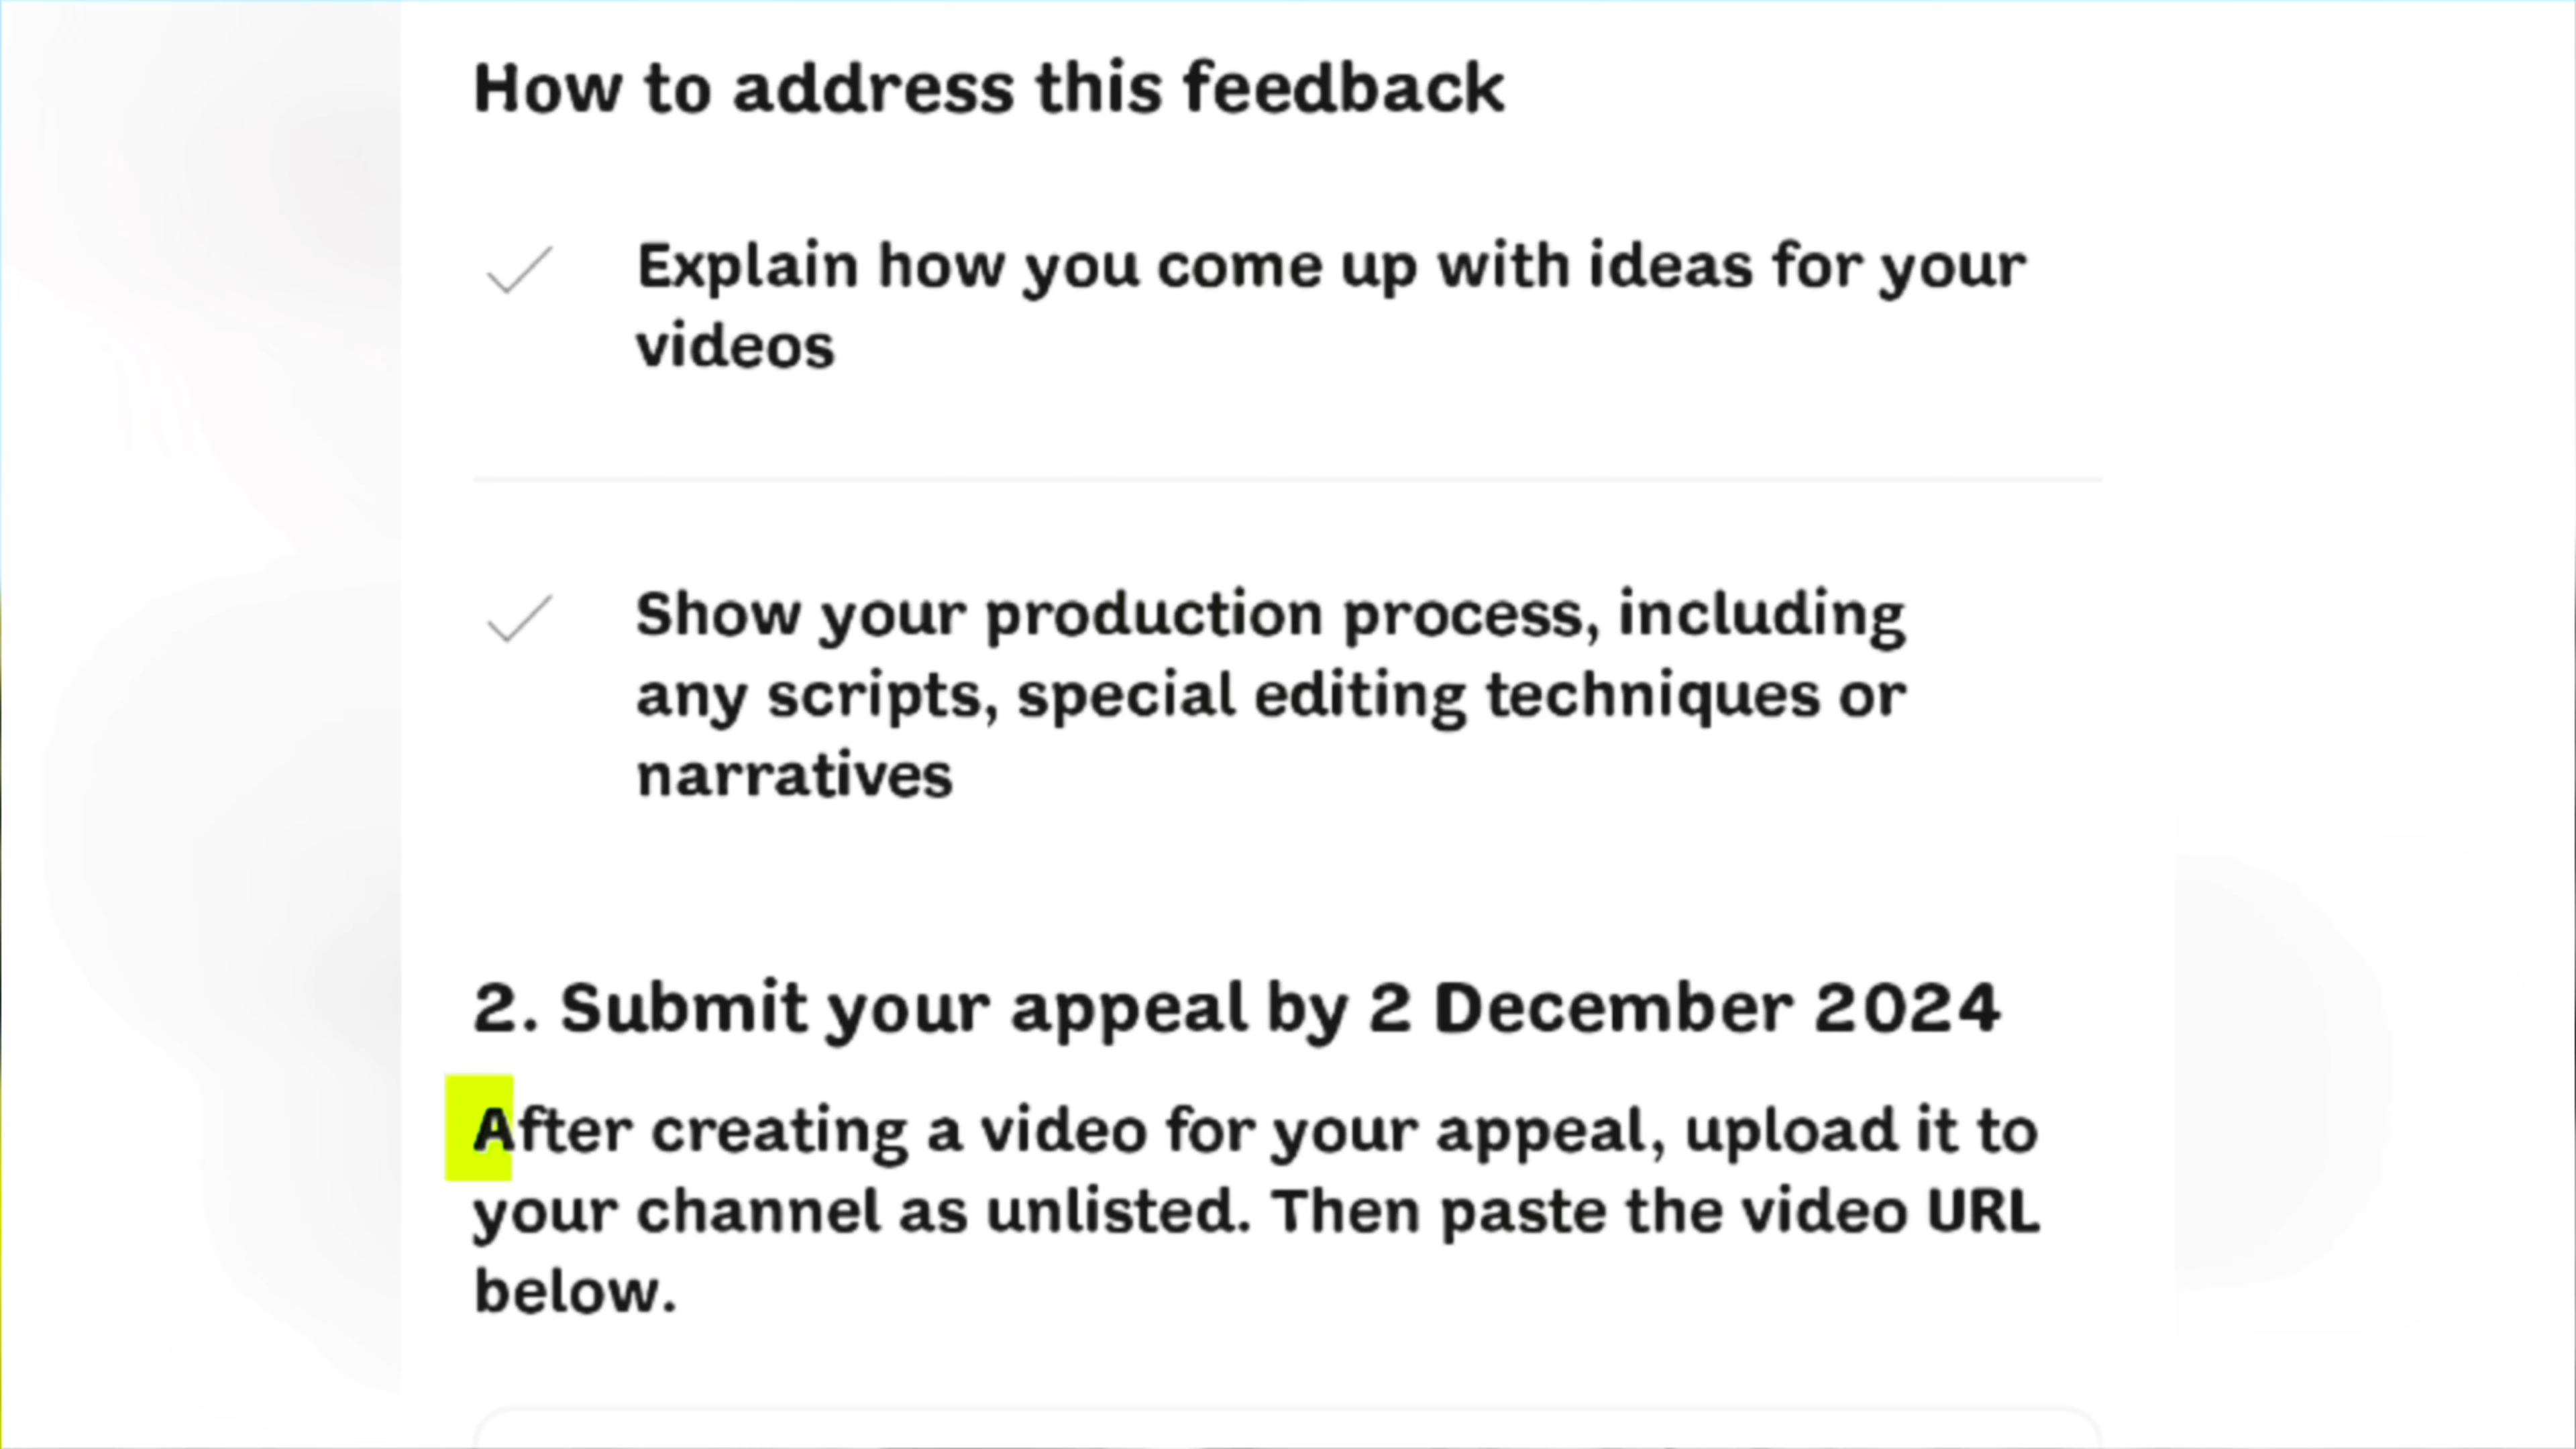 How to address this feedback
Explain how you come up with ideas for your
videos
Show your production process, including
any scripts, special editing techniques or
narratives
2. Submit your appeal by 2 December 2024
After creating a video for your appeal, upload it to
your channel as unlisted. Then paste the video URL
below.